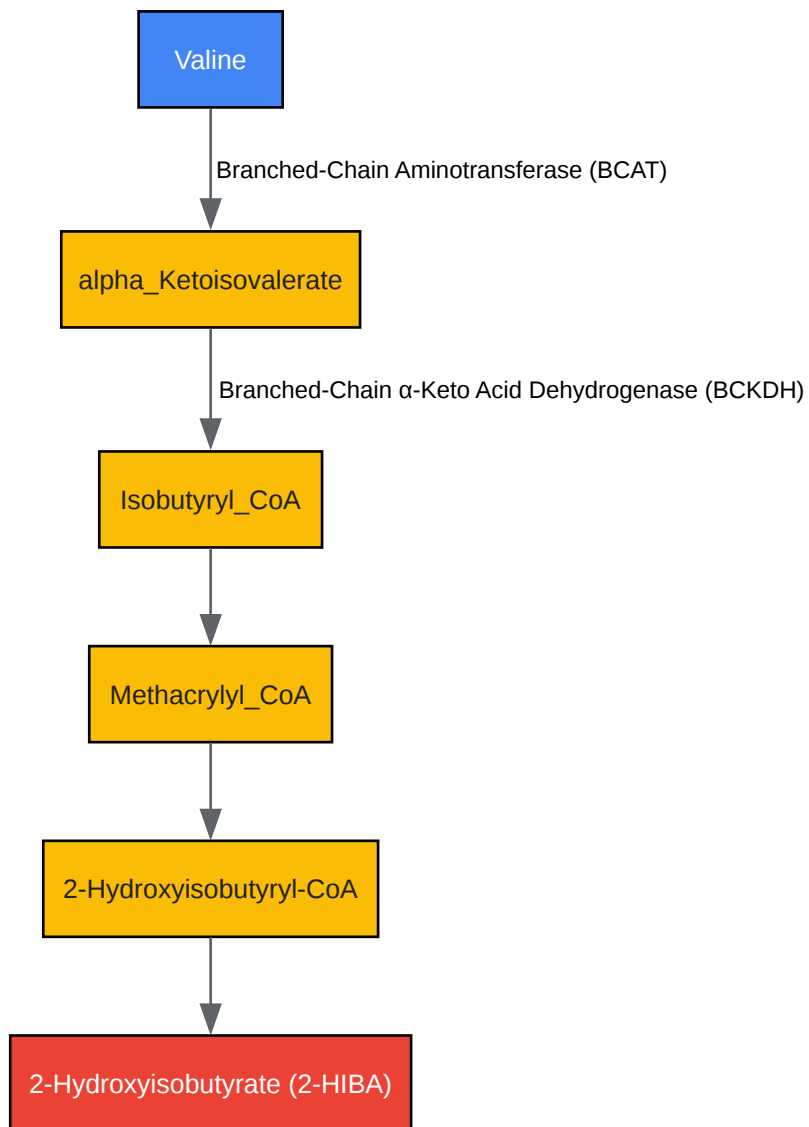 Valine
Branched-Chain Aminotransferase (BCAT)
alpha_Ketoisovalerate
Branched-Chain α-Keto Acid Dehydrogenase (BCKDH)
Isobutyryl_CoA
Methacrylyl_CoA
2-Hydroxyisobutyryl-CoA
2-Hydroxyisobutyrate (2-HIBA)